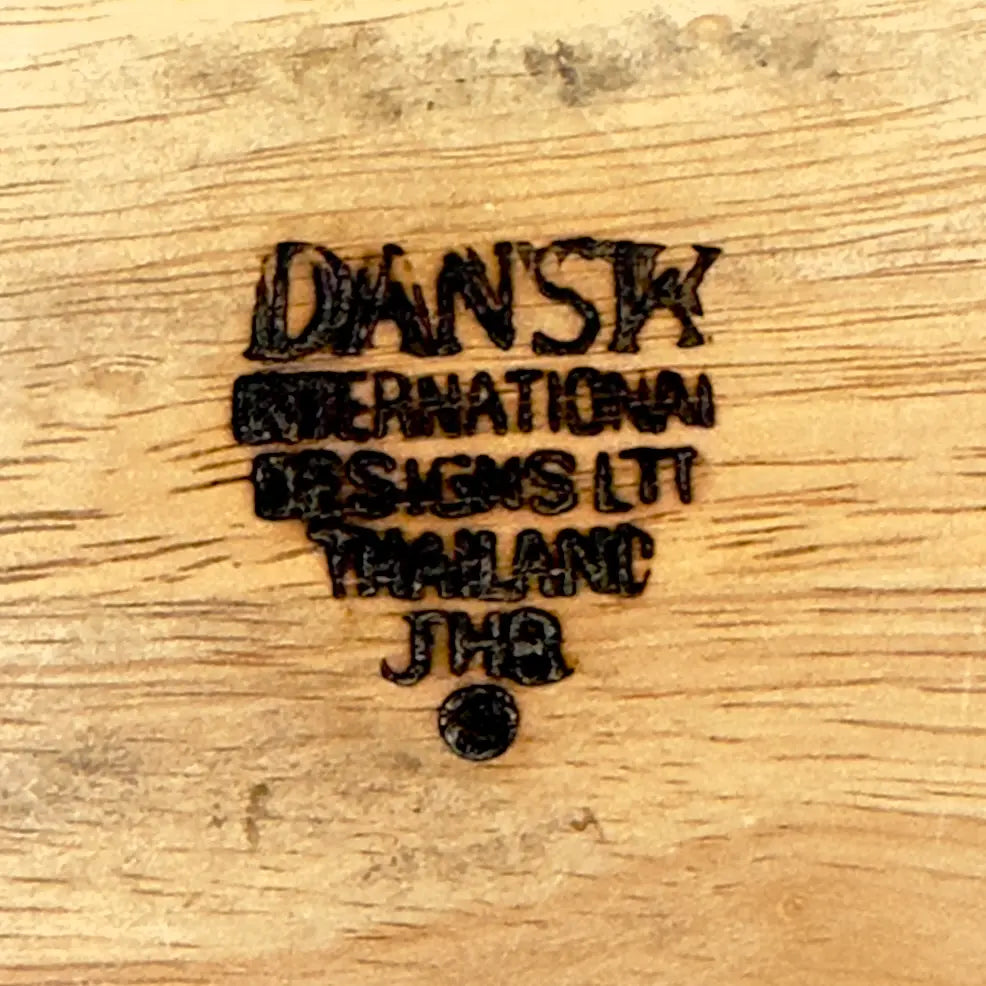 DANSK
INTERNATIONAL
DESIGNS LTD
THAILAND
JHQ